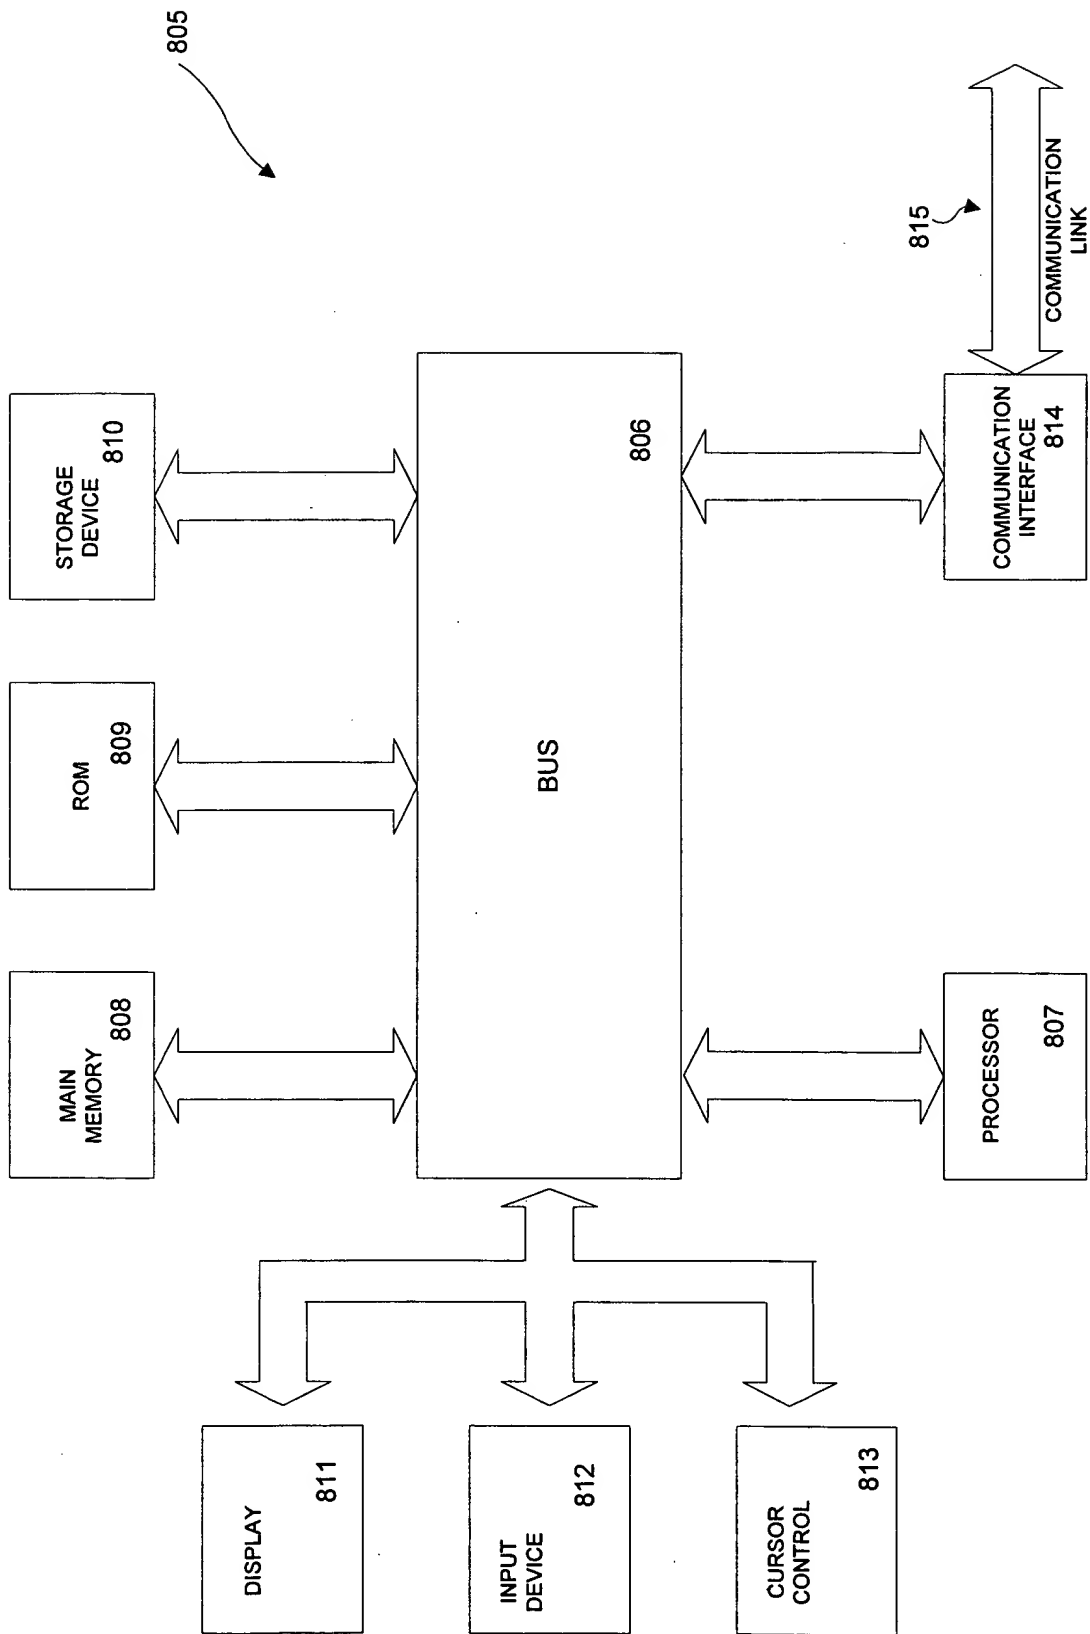 805
MAIN
MEMORY
808
ROM
809
STORAGE
DEVICE
810
DISPLAY
811
INPUT
DEVICE
812
CURSOR
CONTROL
813
BUS
806
PROCESSOR
807
COMMUNICATION
INTERFACE
814
815
COMMUNICATION
LINK